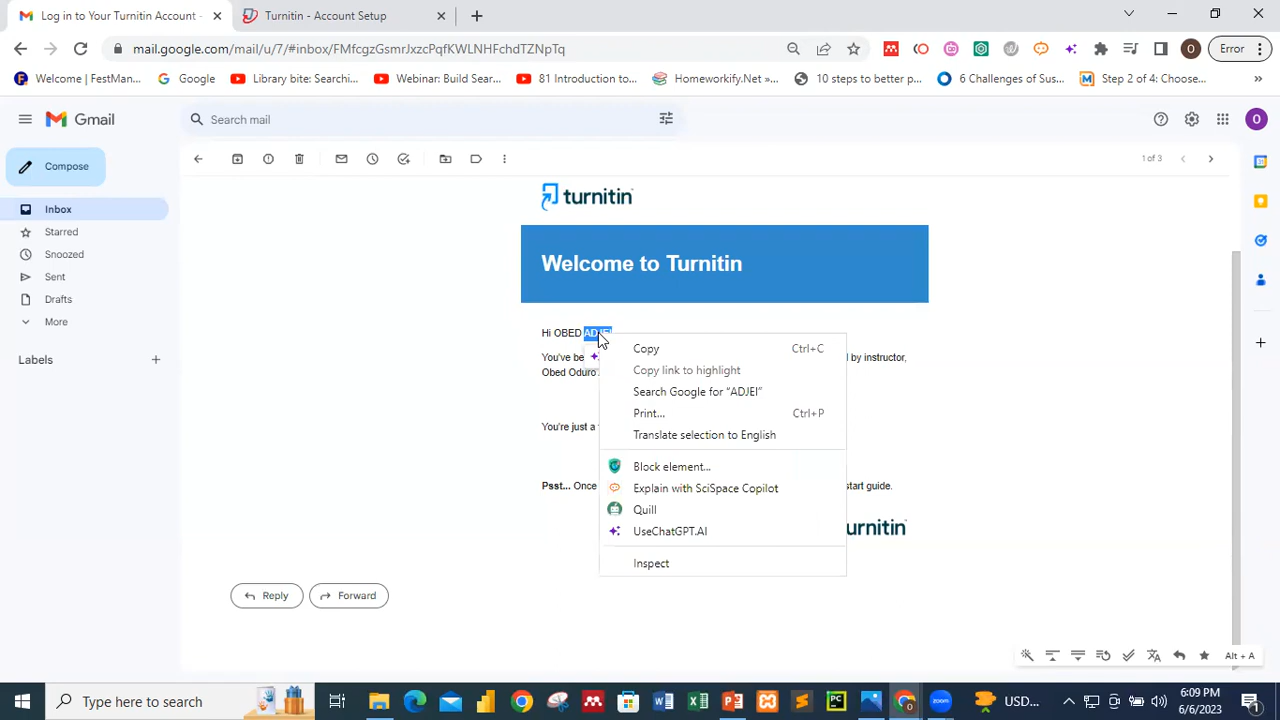 Log in to Your Turnitin Account -
Turnitin - Account Setup
mail.google.com/mail/u/7/#inbox/FMfcgzGsmrJxzcPqfKWLNHFchdTZNpTq
O
Error
Welcome | FestMan...
Google
Library bite: Searchi...
Webinar: Build Sear...
81 Introduction to...
Homeworkify.Net »...
10 steps to better p...
6 Challenges of Sus...
Step 2 of 4: Choose...
Gmail
Search mail
O
Compose
1 of 3
Inbox
Starred
Snoozed
Sent
Drafts
More
Labels
turnitin
Welcome to Turnitin
Hi OBED ADJEI
You've be
d by instructor,
Obed Oduro'
You're just a
Psst... Once
start guide.
urnitin
Copy Ctrl+C
Copy link to highlight
Search Google for “ADJEI”
Print... Ctrl+P
Translate selection to English
Block element...
Explain with SciSpace Copilot
Quill
UseChatGPT.AI
Inspect
Reply
Forward
Alt + A
Type here to search
USD...
6:09 PM
6/6/2023